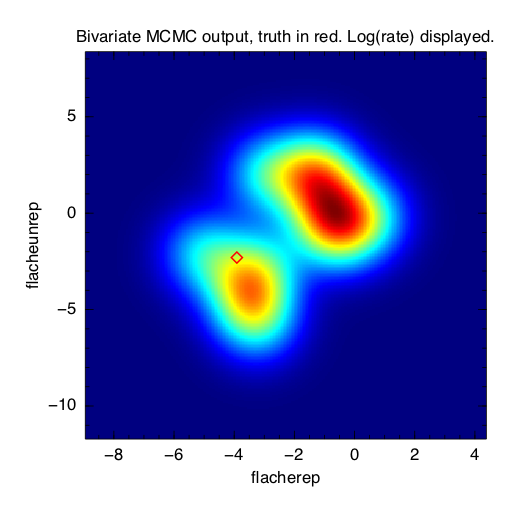 Bivariate MCMC output, truth in red. Log(rate) displayed.
5
0
−5
−10
flacheunrep
−8 −6 −4 −2 0 2 4
flacherep